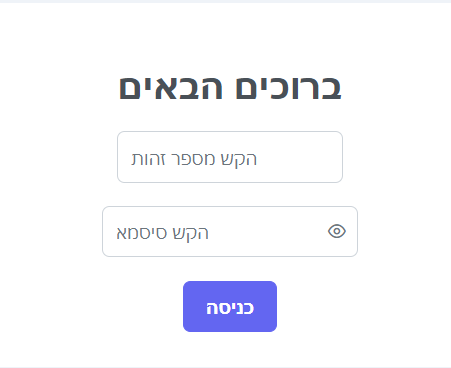 ברוכים הבאים
הקש מספר זהות
הקש סיסמא
כניסה